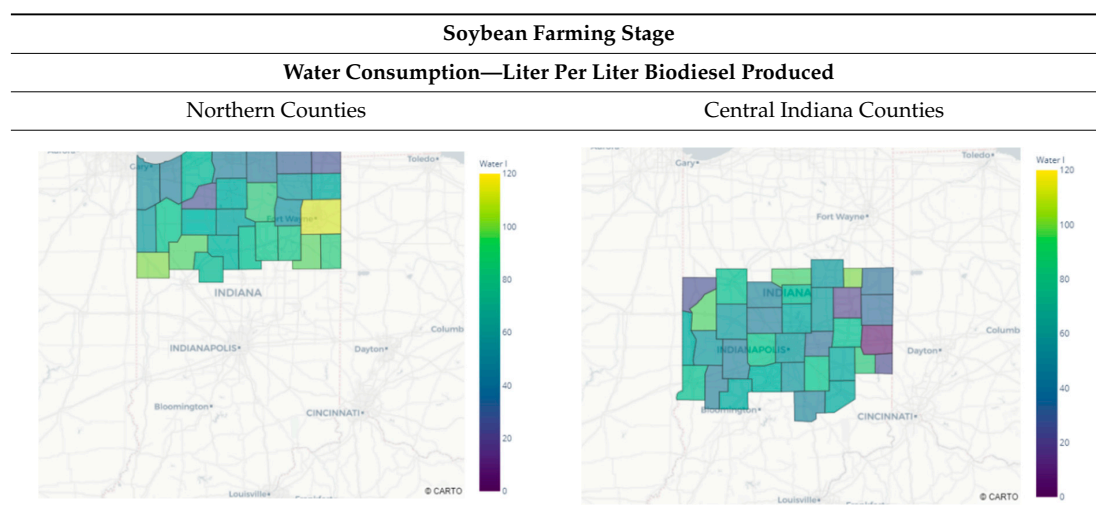 Soybean Farming Stage
Water Consumption—Liter Per Liter Biodiesel Produced
Northern Counties
Central Indiana Counties
Gary•
Toledo•
Water l
120
100
80
60
40
20
0
Fort Wayne•
INDIANA
Columb
INDIANAPOLIS•
Dayton•
Bloomington•
CINCINNATI•
Louisville•
© CARTO
Gary•
Toledo•
Water l
120
100
80
60
40
20
0
Fort Wayne•
INDIANA
Columb
INDIANAPOLIS•
Dayton•
Bloomington•
CINCINNATI•
Louisville•
© CARTO